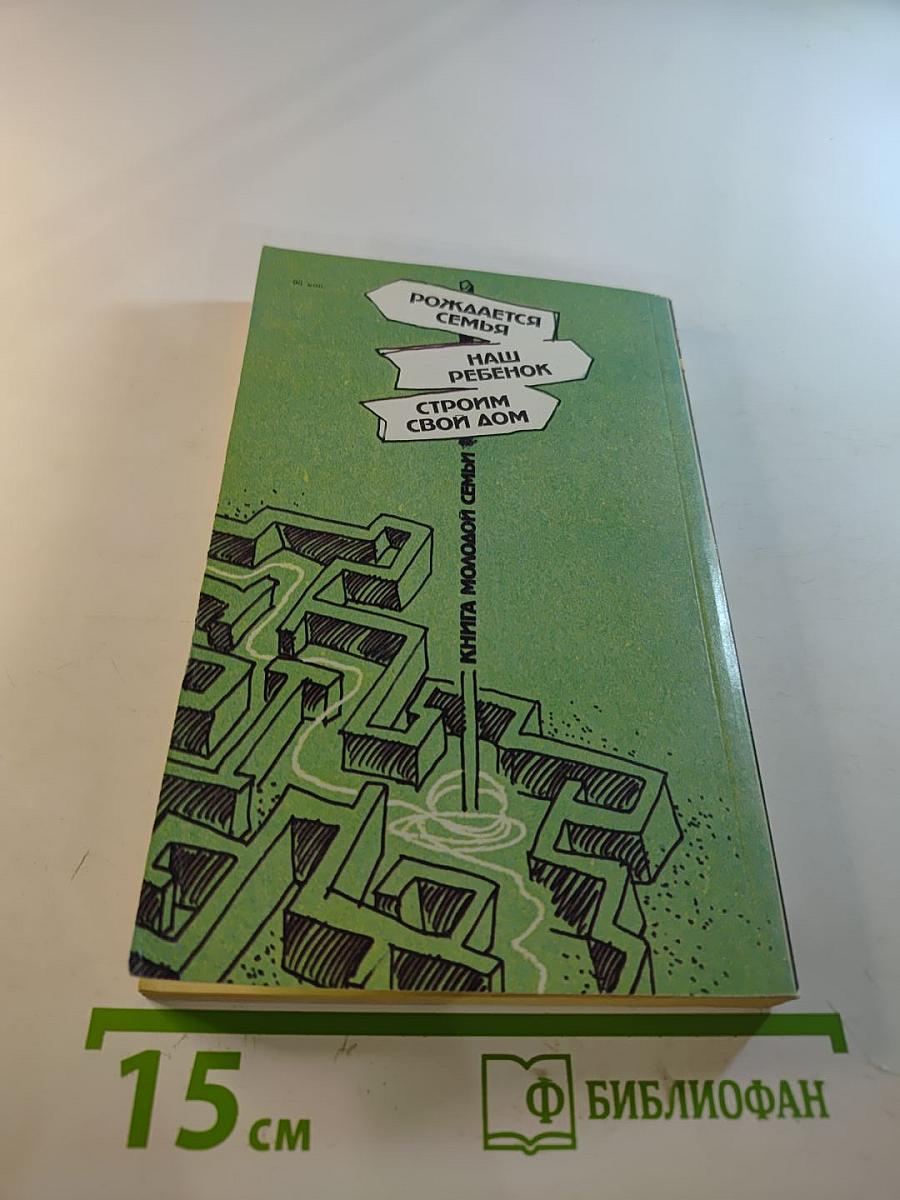 РОЖДАЕТСЯ
СЕМЬЯ
НАШ
РЕБЕНОК
СТРОИМ
СВОЙ ДОМ
КНИГА МОЛОДОЙ СЕМЬИ
15 см
Ф БИБЛИОФАН